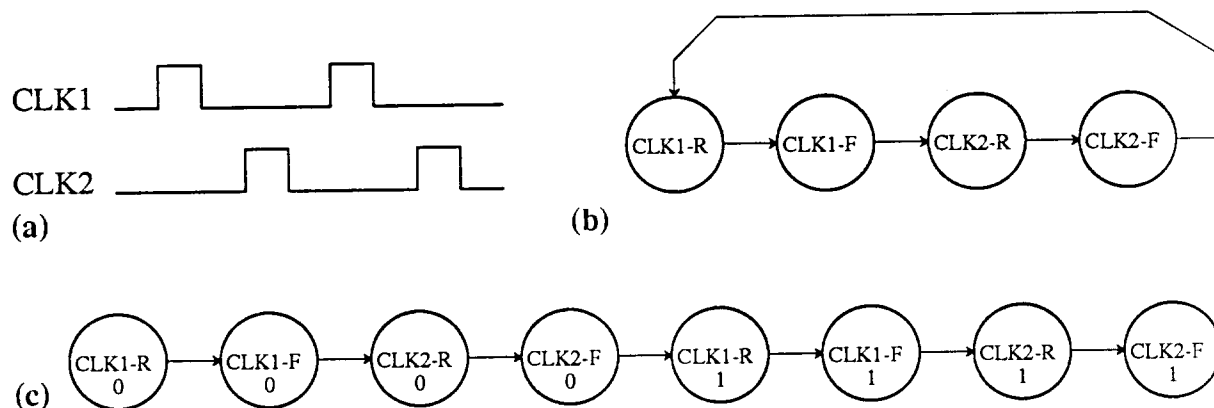 CLK1
CLK2
(a)
CLK1-R
CLK1-F
CLK2-R
CLK2-F
(b)
CLK1-R
0
CLK1-F
0
CLK2-R
0
CLK2-F
0
CLK1-R
1
CLK1-F
1
CLK2-R
1
CLK2-F
1
(c)